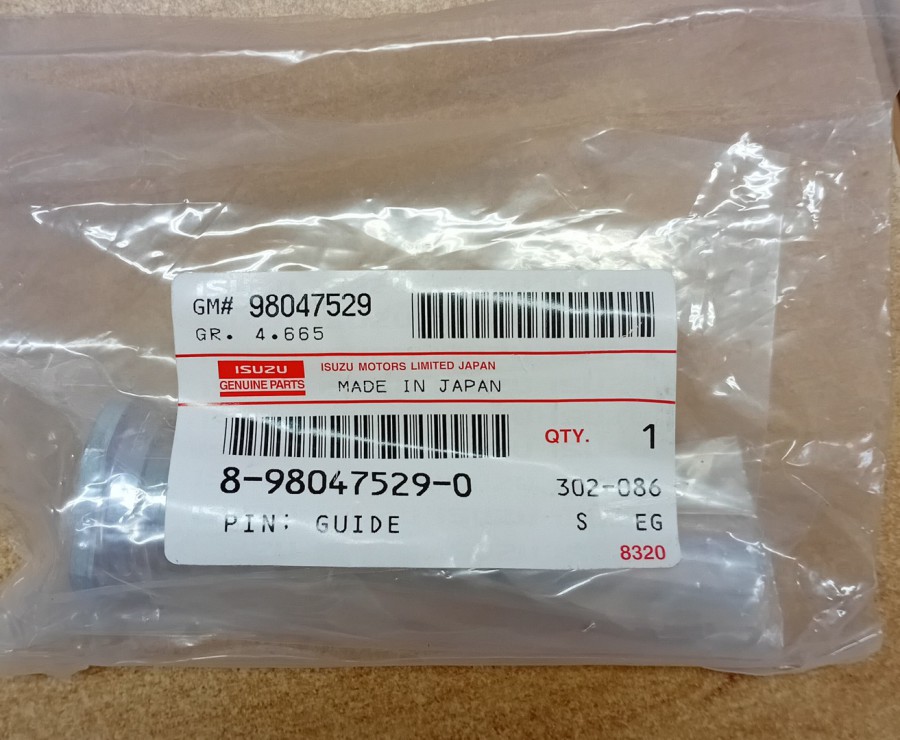 GM# 98047529
GR. 4.665
ISUZU
GENUINE PARTS
ISUZU MOTORS LIMITED JAPAN
MADE IN JAPAN
QTY. 1
8-98047529-0
302-086
PIN; GUIDE
S EG
8320